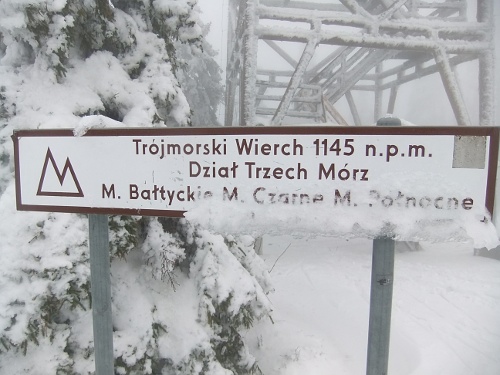 Trójmorski Wierch 1145 n.p.m.
Dział Trzech Mórz
M. Bałtyckie M. Czarne M. Północne